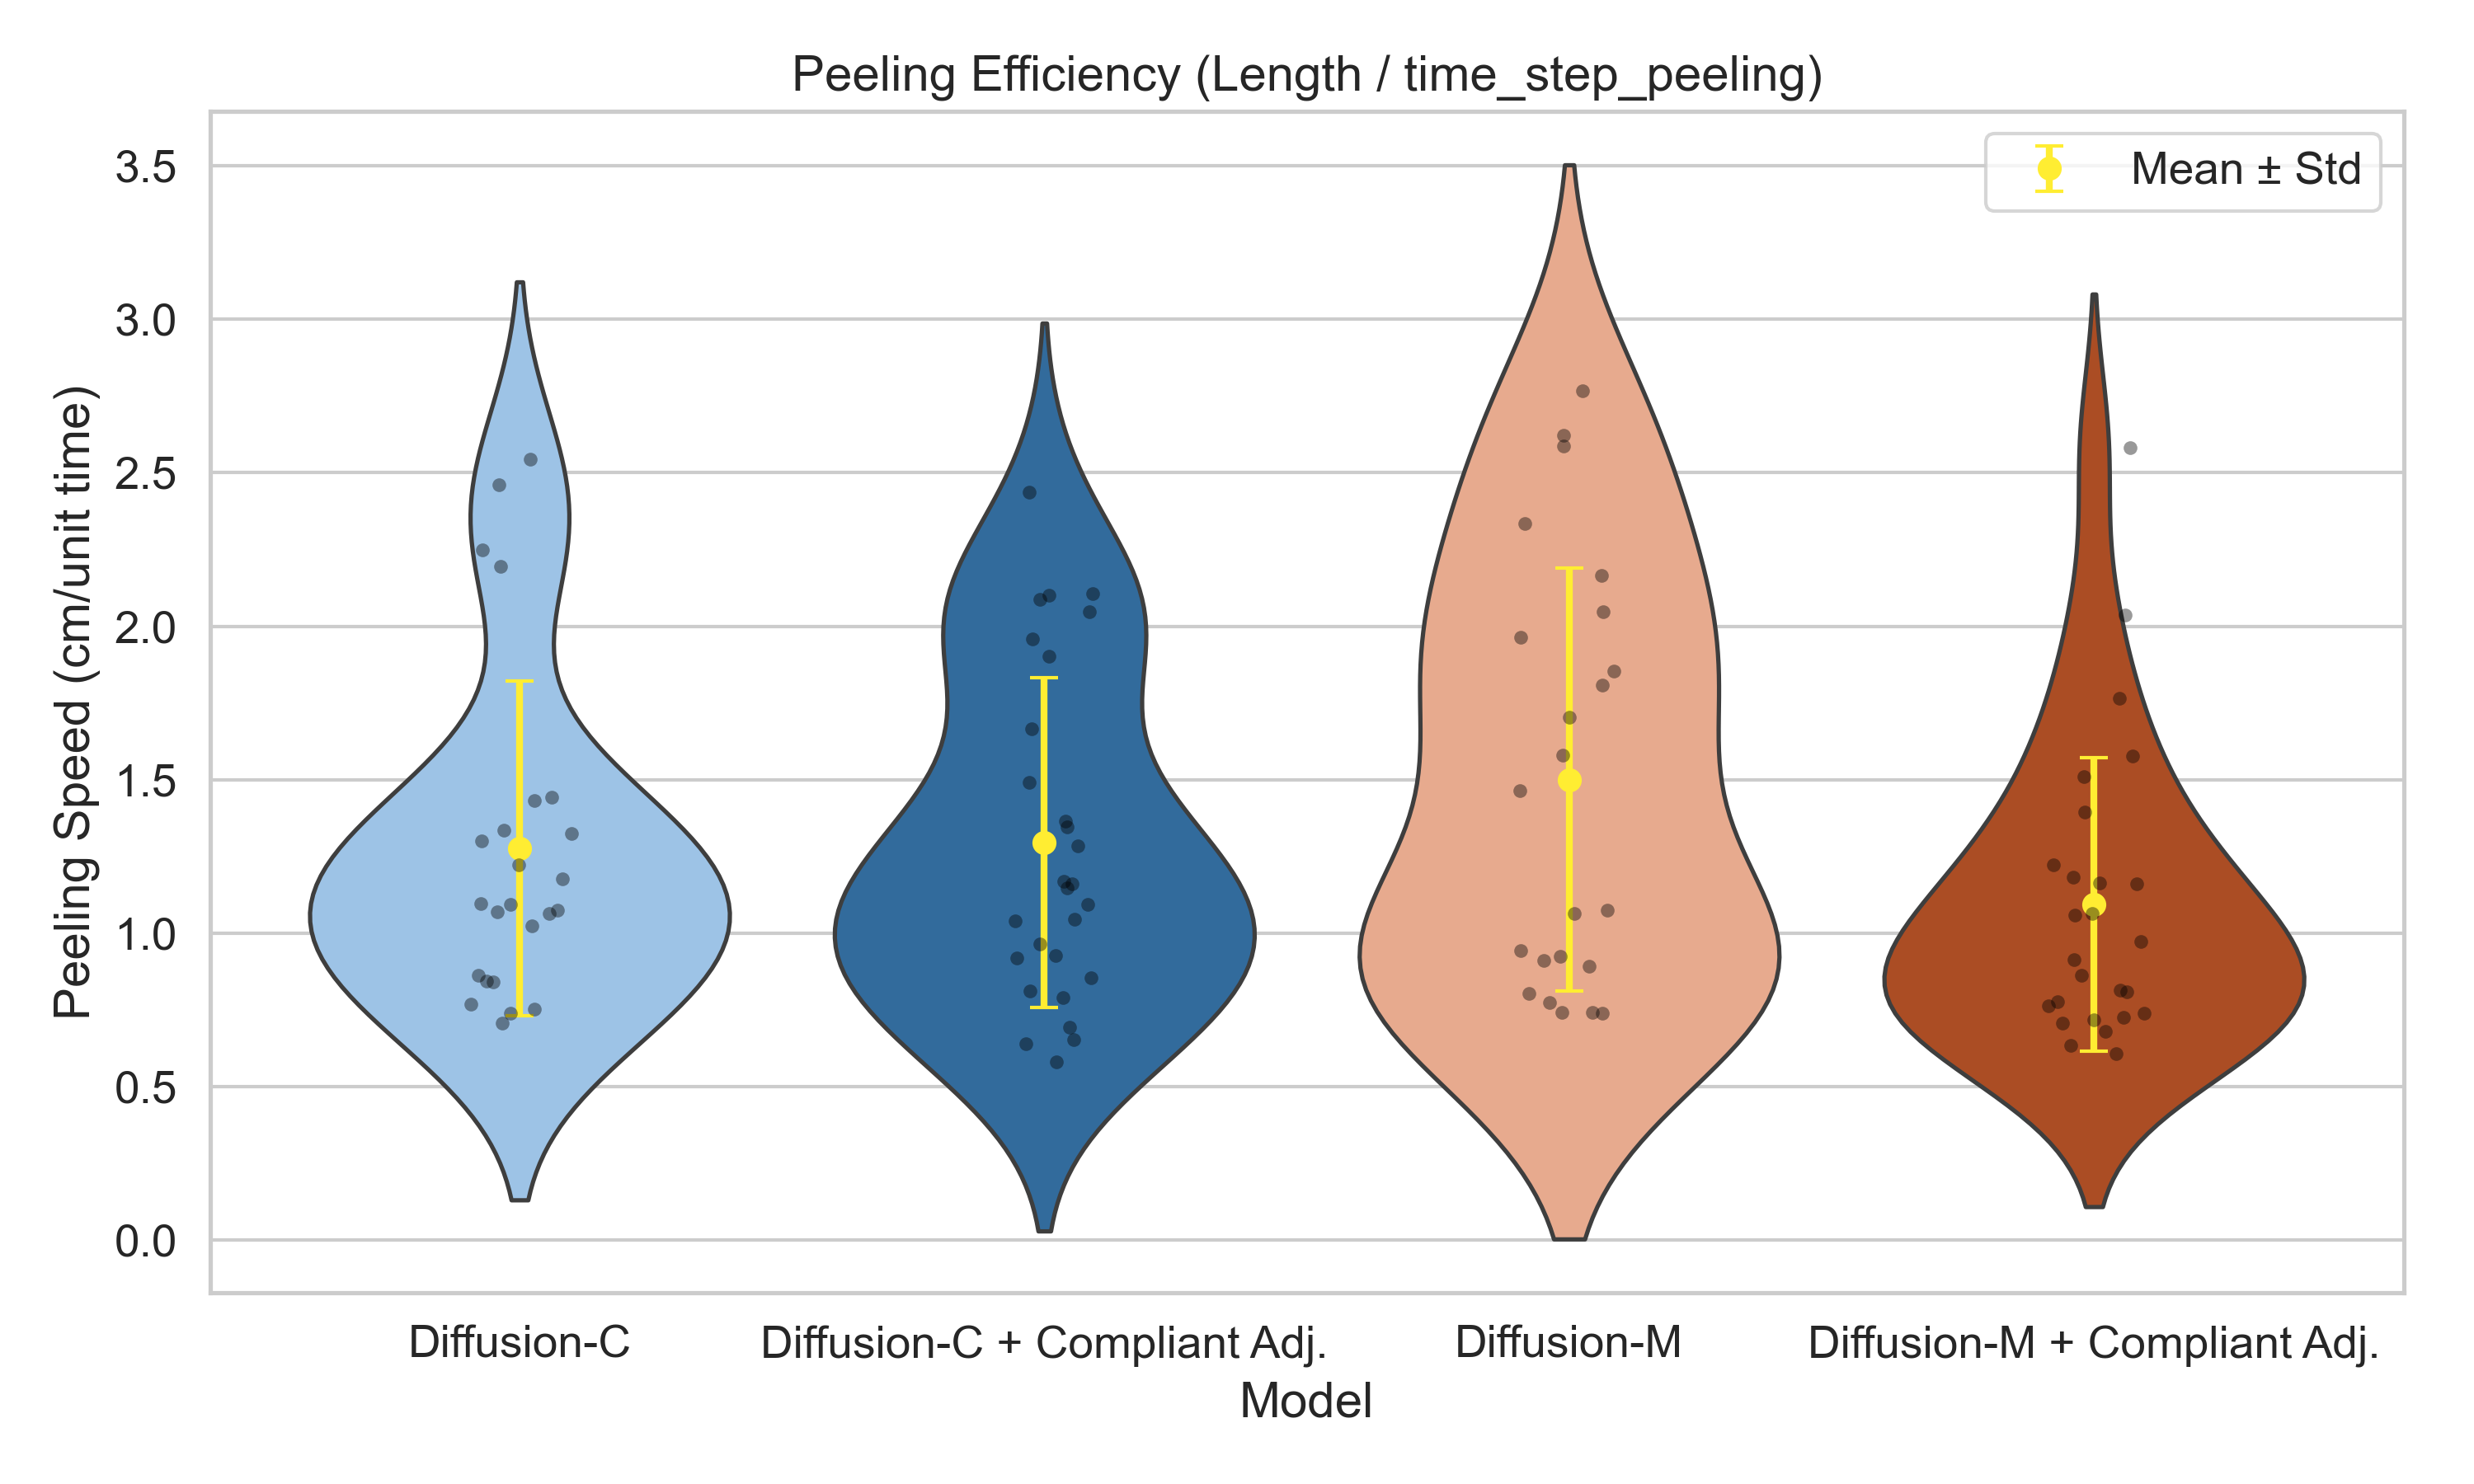 Peeling Efficiency (Length / time_step_peeling)
Mean ± Std
Peeling Speed (cm/unit time)
3.5
3.0
2.5
2.0
1.5
1.0
0.5
0.0
Diffusion-C
Diffusion-C + Compliant Adj.
Diffusion-M
Diffusion-M + Compliant Adj.
Model